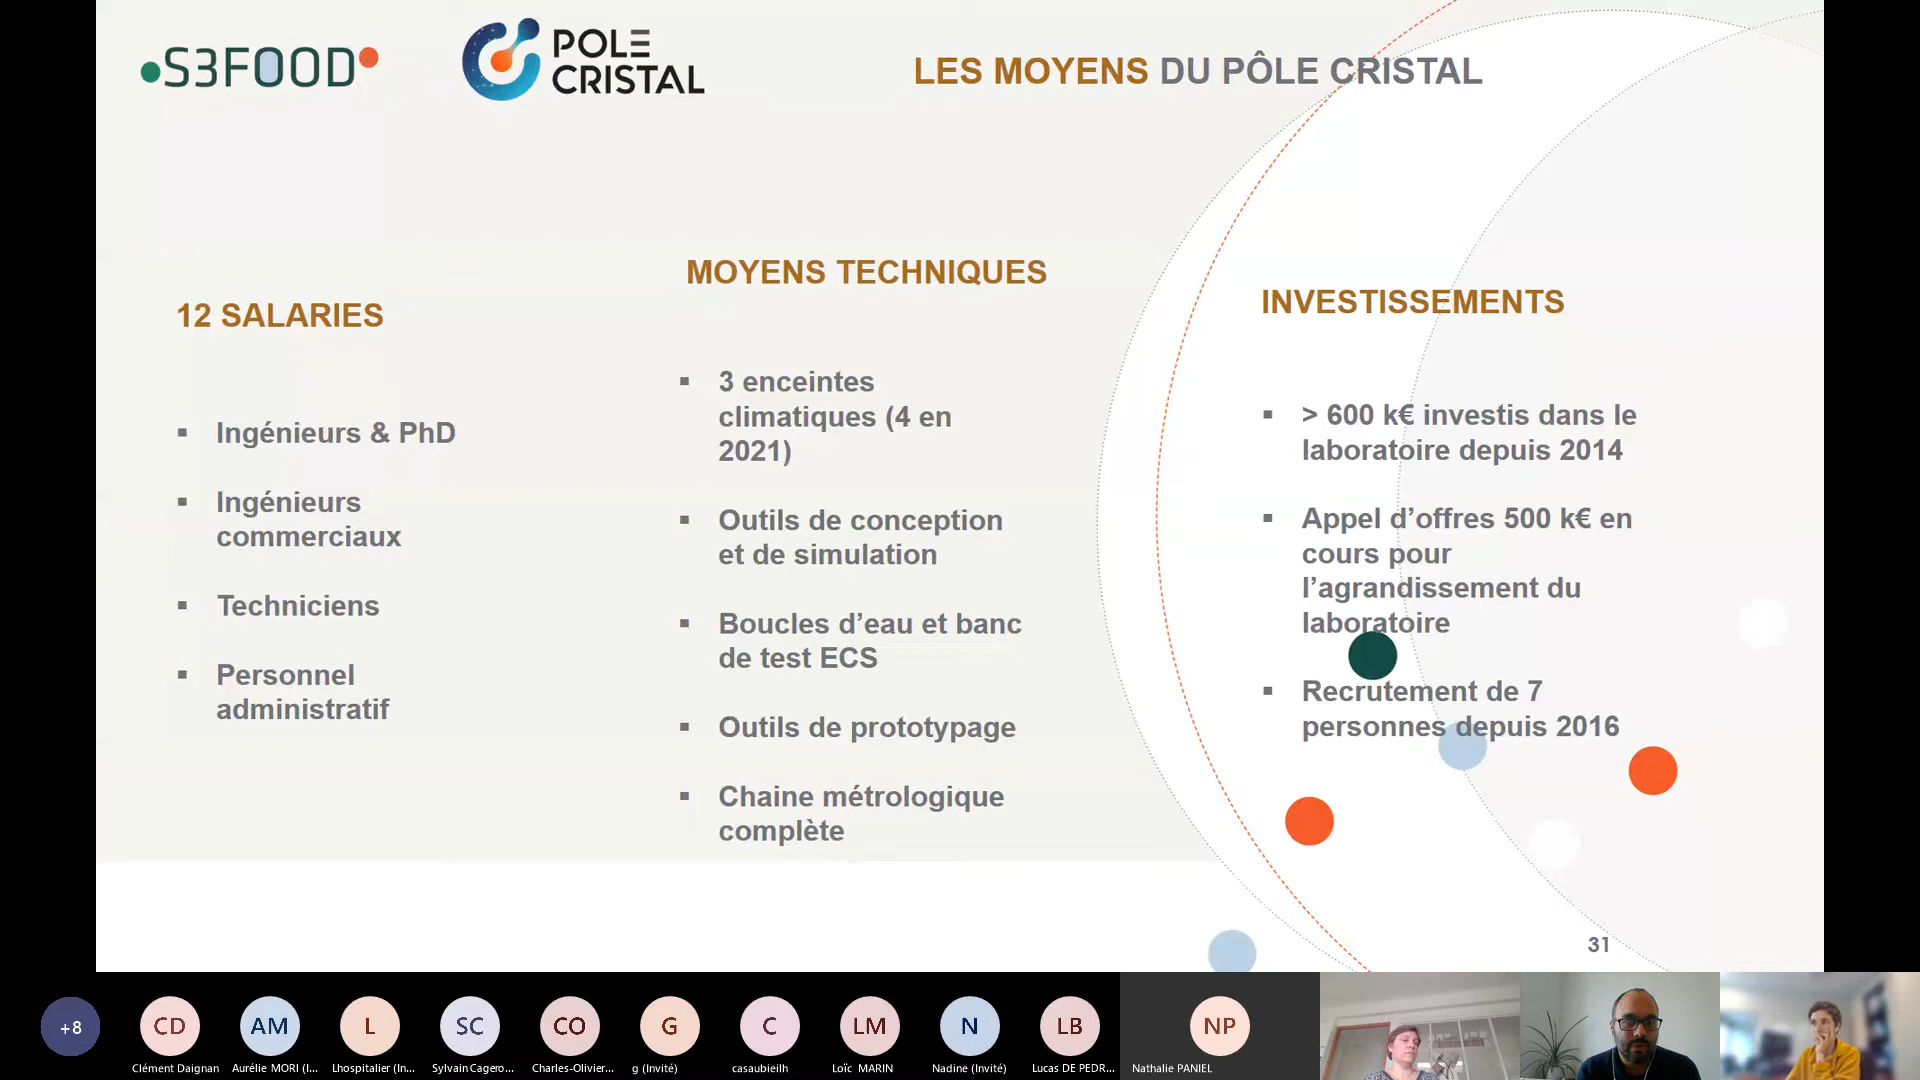 S3FOOD
POLE
CRISTAL
LES MOYENS DU PÔLE CRISTAL
12 SALARIES
▪ Ingénieurs & PhD
▪ Ingénieurs
commerciaux
▪ Techniciens
▪ Personnel
administratif
MOYENS TECHNIQUES
▪ 3 enceintes
climatiques (4 en
2021)
▪ Outils de conception
et de simulation
▪ Boucles d’eau et banc
de test ECS
▪ Outils de prototypage
▪ Chaine métrologique
complète
INVESTISSEMENTS
▪ > 600 k€ investis dans le
laboratoire depuis 2014
▪ Appel d’offres 500 k€ en
cours pour
l’agrandissement du
laboratoire
▪ Recrutement de 7
personnes depuis 2016
31
+8
CD
Clément Daignan
AM
Aurélie MORI (I...
L
Lhospitalier (In...
SC
Sylvain Cagero...
CO
Charles-Olivier...
G
g (Invité)
C
casaubieilh
LM
Loïc MARIN
N
Nadine (Invité)
LB
Lucas DE PEDR...
NP
Nathalie PANIEL